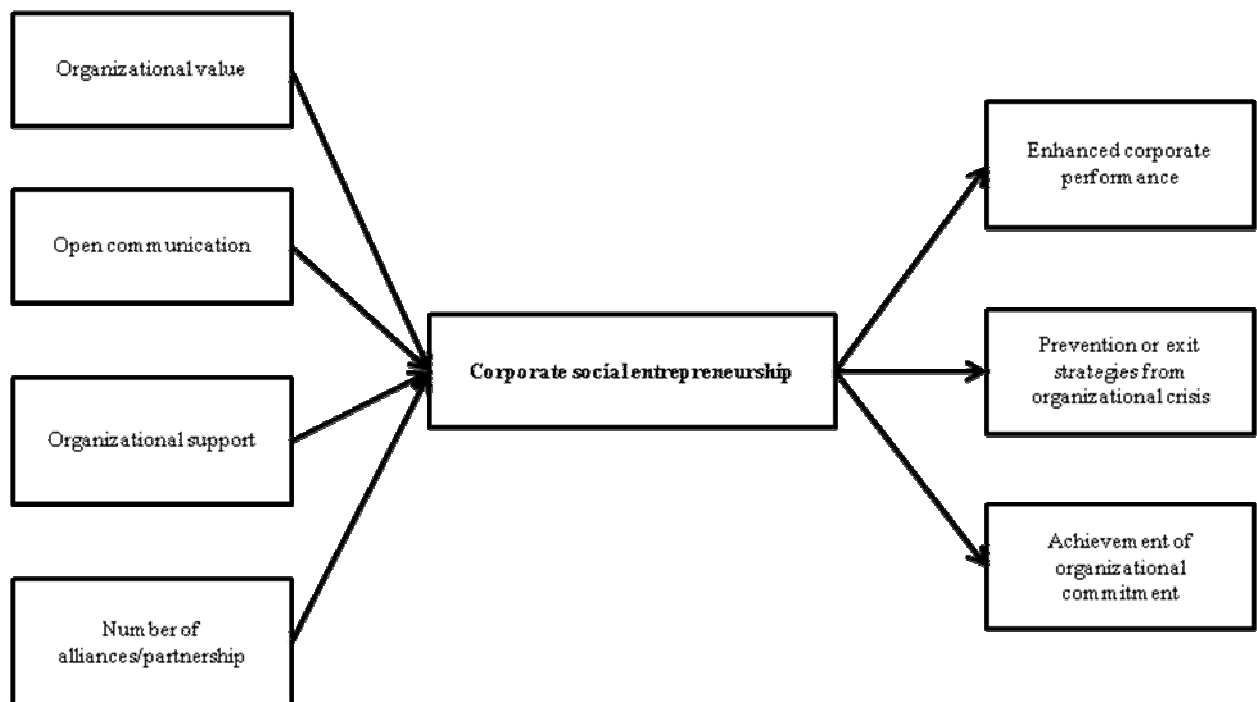 Organizational value
Open communication
Organizational support
Number of
alliances/partnership
Corporate social entrepreneurship
Enhanced corporate
performance
Prevention or exit
strategies from
organizational crisis
Achievement of
organizational
commitment